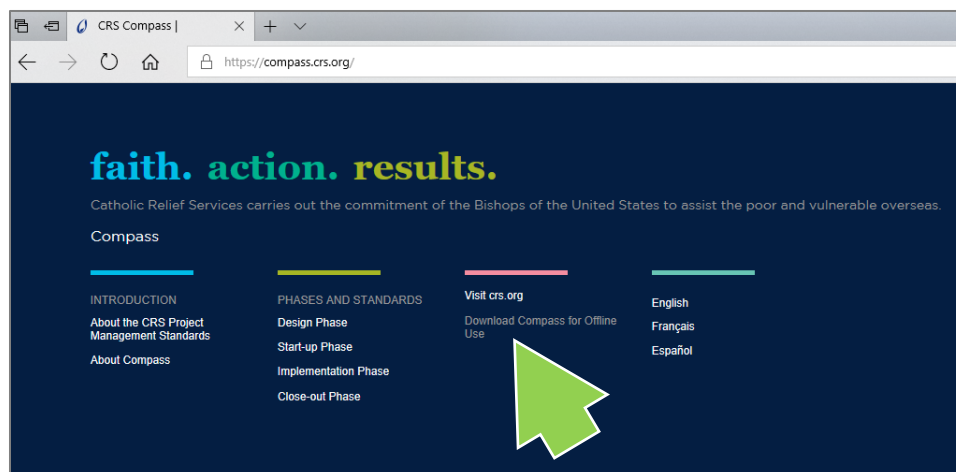 CRS Compass |
https://compass.crs.org/
faith. action. results.
Catholic Relief Services carries out the commitment of the Bishops of the United States to assist the poor and vulnerable overseas.
Compass
INTRODUCTION
About the CRS Project
Management Standards
About Compass
PHASES AND STANDARDS
Design Phase
Start-up Phase
Implementation Phase
Close-out Phase
Visit crs.org
Download Compass for Offline
Use
English
Français
Español